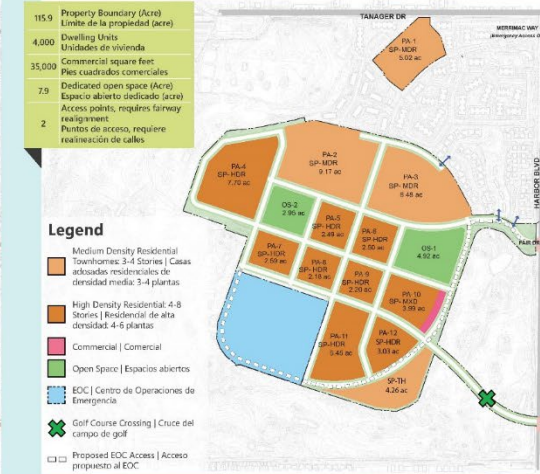 115.9 Property Boundary (Acre)
Límite de la propiedad (acre)
4,000 Dwelling Units
Unidades de vivienda
35,000 Commercial square feet
Pies cuadrados comerciales
7.9 Dedicated open space (Acre)
Espacio abierto dedicado (acre)
2 Access points, requires fairway
realignment
Puntos de acceso, requiere
realineación de calles
Legend
Medium Density Residential
Townhomes: 3-4 Stories | Casas
adosadas residenciales de
densidad media: 3-4 plantas
High Density Residential: 4-8
Stories | Residencial de alta
densidad: 4-6 plantas
Commercial | Comercial
Open Space | Espacios abiertos
EOC | Centro de Operaciones de
Emergencia
Golf Course Crossing | Cruce del
campo de golf
Proposed EOC Access | Acceso
propuesto al EOC
TANAGER DR
MERRIMAC WAY
(Emergency Access
HARBOR BLVD
FAIR DR
PA-1
SP-MDR
5.02 ac
PA-2
SP-MDR
9.17 ac
PA-3
SP-MDR
PA-4
SP-HDR
7.70 ac
OS-2
2.95 ac
PA-5
SP-HDR
2.49 ac
PA-6
SP-HDR
2.50 ac
OS-1
4.92 ac
PA-7
SP-HDR
2.59 ac
PA-8
SP-HDR
2.18 ac
PA-9
SP-HDR
2.20 ac
PA-10
SP-MXD
3.99 ac
PA-11
SP-HDR
5.45 ac
PA-12
SP-HDR
3.03 ac
SP-TH
4.26 ac